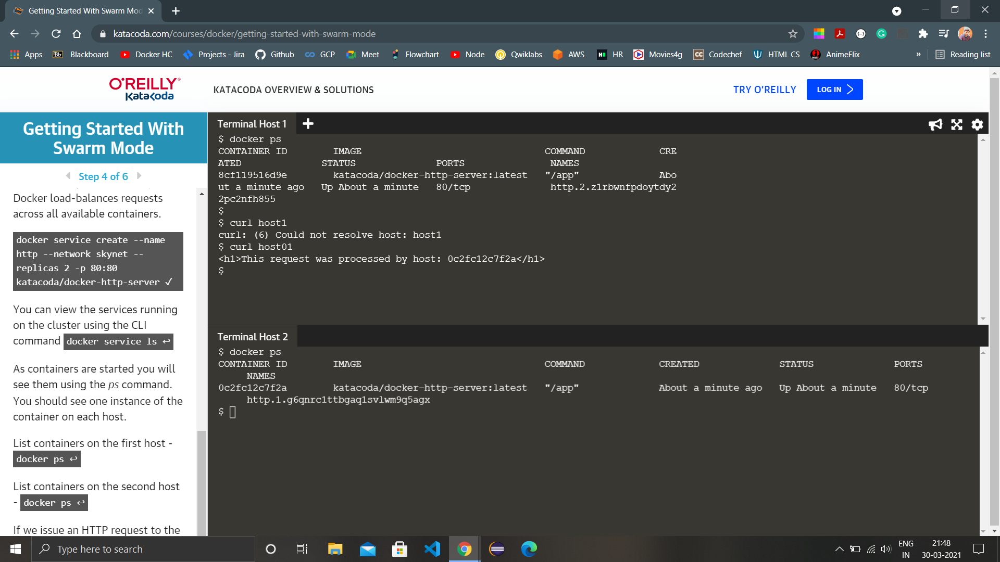 Getting Started With Swarm Mod
katacoda.com/courses/docker/getting-started-with-swarm-mode
Apps
Bb Blackboard
Docker HC
Projects - Jira
Github
GCP
Meet
Flowchart
Node
Qwiklabs
AWS
HR
Movies4g
CC Codechef
HTML CS
AnimeFlix
»
Reading list
O'REILLY®
Katacoda
KATACODA OVERVIEW & SOLUTIONS
TRY O'REILLY
LOG IN
Getting Started With
Swarm Mode
Step 4 of 6
Docker load-balances requests
across all available containers.
docker service create --name
http --network skynet --
replicas 2 -p 80:80
katacoda/docker-http-server ✓
You can view the services running
on the cluster using the CLI
command docker service ls ↩
As containers are started you will
see them using the ps command.
You should see one instance of the
container on each host.
List containers on the first host -
docker ps ↩
List containers on the second host
- docker ps ↩
If we issue an HTTP request to the
Terminal Host 1
$ docker ps
CONTAINER ID        IMAGE                                COMMAND             CRE
ATED              STATUS              PORTS               NAMES
8cf119516d9e        katacoda/docker-http-server:latest   "/app"              Abo
ut a minute ago   Up About a minute   80/tcp              http.2.z1rbwnfpdoytdy2
2pc2nfh855
$
$ curl host1
curl: (6) Could not resolve host: host1
$ curl host01
<h1>This request was processed by host: 0c2fc12c7f2a</h1>
$
Terminal Host 2
$ docker ps
CONTAINER ID        IMAGE                                COMMAND             CREATED              STATUS              PORTS
     NAMES
0c2fc12c7f2a        katacoda/docker-http-server:latest   "/app"              About a minute ago   Up About a minute   80/tcp
     http.1.g6qnrc1ttbgaq1svlwm9q5agx
$
Type here to search
ENG
IN
21:48
30-03-2021